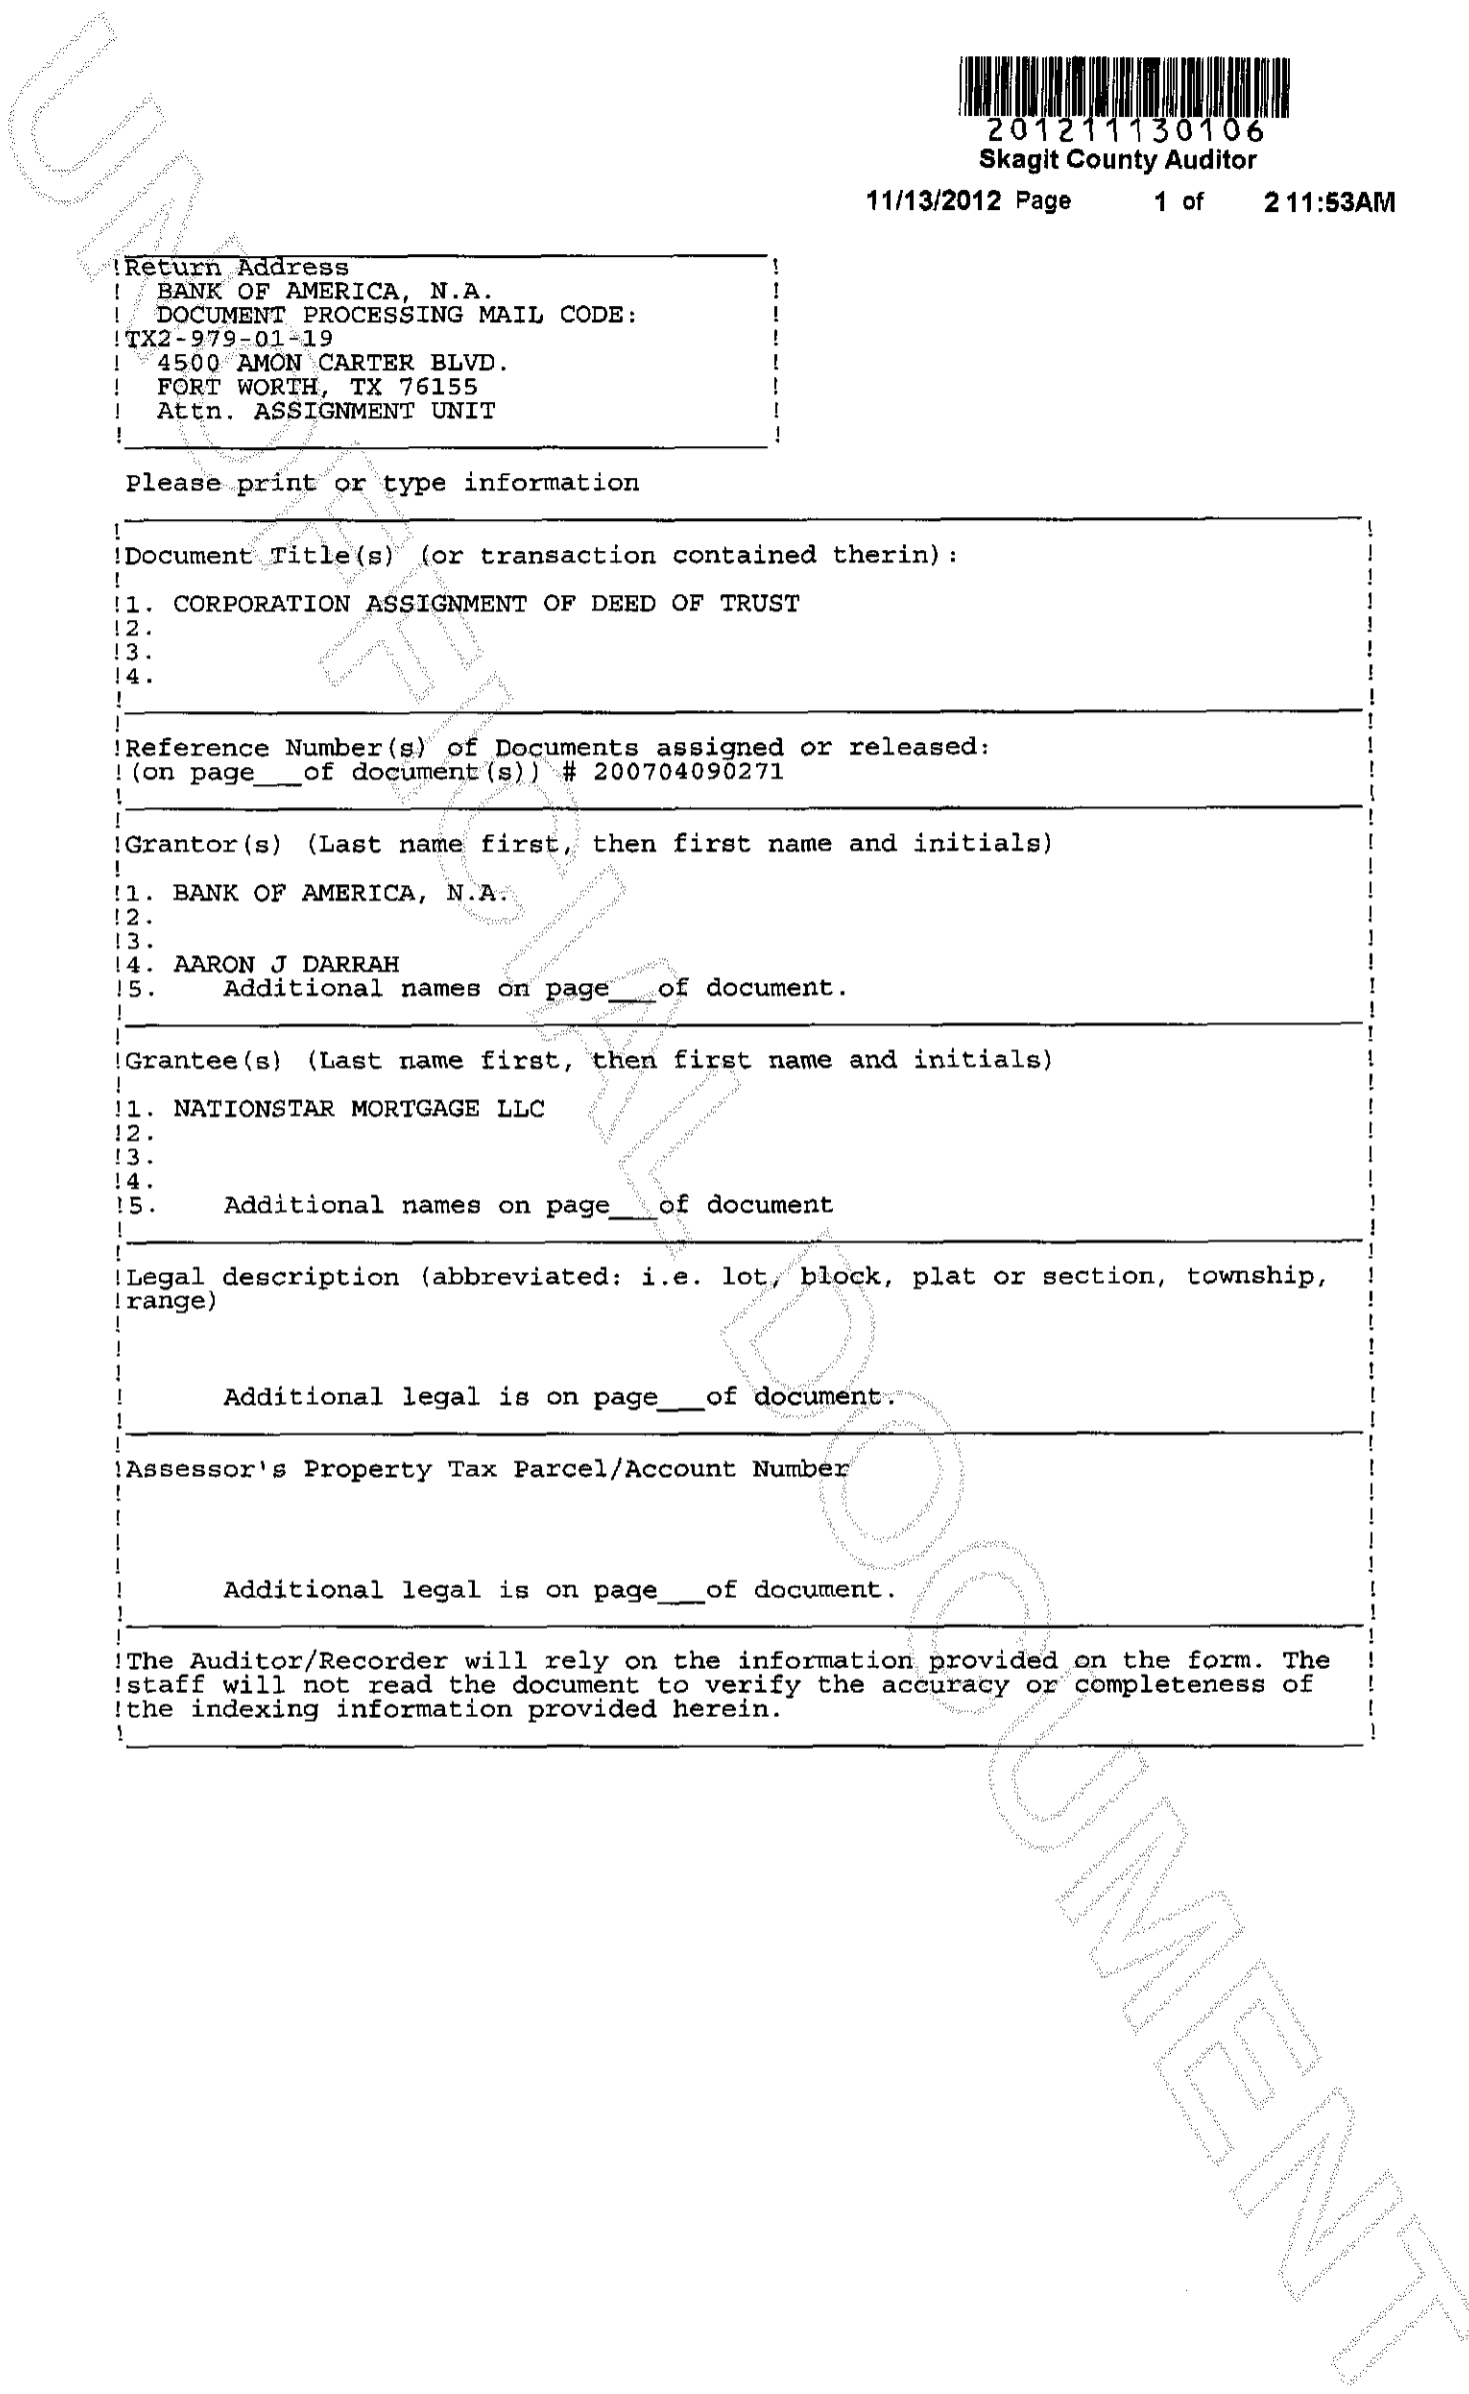 201211130106
Skagit County Auditor
11/13/2012 Page 1 of 2 11:53AM
Return Address
BANK OF AMERICA, N.A.
DOCUMENT PROCESSING MAIL CODE:
TX2-979-01-19
4500 AMON CARTER BLVD.
FORT WORTH, TX 76155
Attn. ASSIGNMENT UNIT
Please print or type information
Document Title(s) (or transaction contained therin):
1. CORPORATION ASSIGNMENT OF DEED OF TRUST
2.
3.
4.
Reference Number(s) of Documents assigned or released:
(on page___of document(s)) # 200704090271
Grantor(s) (Last name first, then first name and initials)
1. BANK OF AMERICA, N.A.
2.
3.
4. AARON J DARRAH
5. Additional names on page___of document.
Grantee(s) (Last name first, then first name and initials)
1. NATIONSTAR MORTGAGE LLC
2.
3.
4.
5. Additional names on page___of document
Legal description (abbreviated: i.e. lot, block, plat or section, township,
range)
Additional legal is on page___of document.
Assessor's Property Tax Parcel/Account Number
Additional legal is on page___of document.
The Auditor/Recorder will rely on the information provided on the form. The
staff will not read the document to verify the accuracy or completeness of
the indexing information provided herein.
UNOFFICIAL DOCUMENT